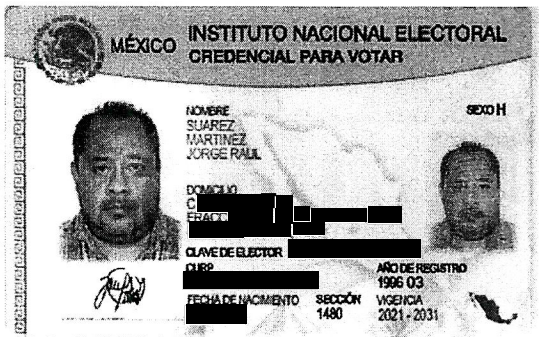 MÉXICO
INSTITUTO NACIONAL ELECTORAL
CREDENCIAL PARA VOTAR
NOMBRE
SUAREZ
MARTINEZ
JORGE RAUL
SEXO H
DOMICILIO
C
FRACC
CLAVE DE ELECTOR
CURP
AÑO DE REGISTRO
1996 03
FECHA DE NACIMIENTO
SECCIÓN
1480
VIGENCIA
2021 - 2031